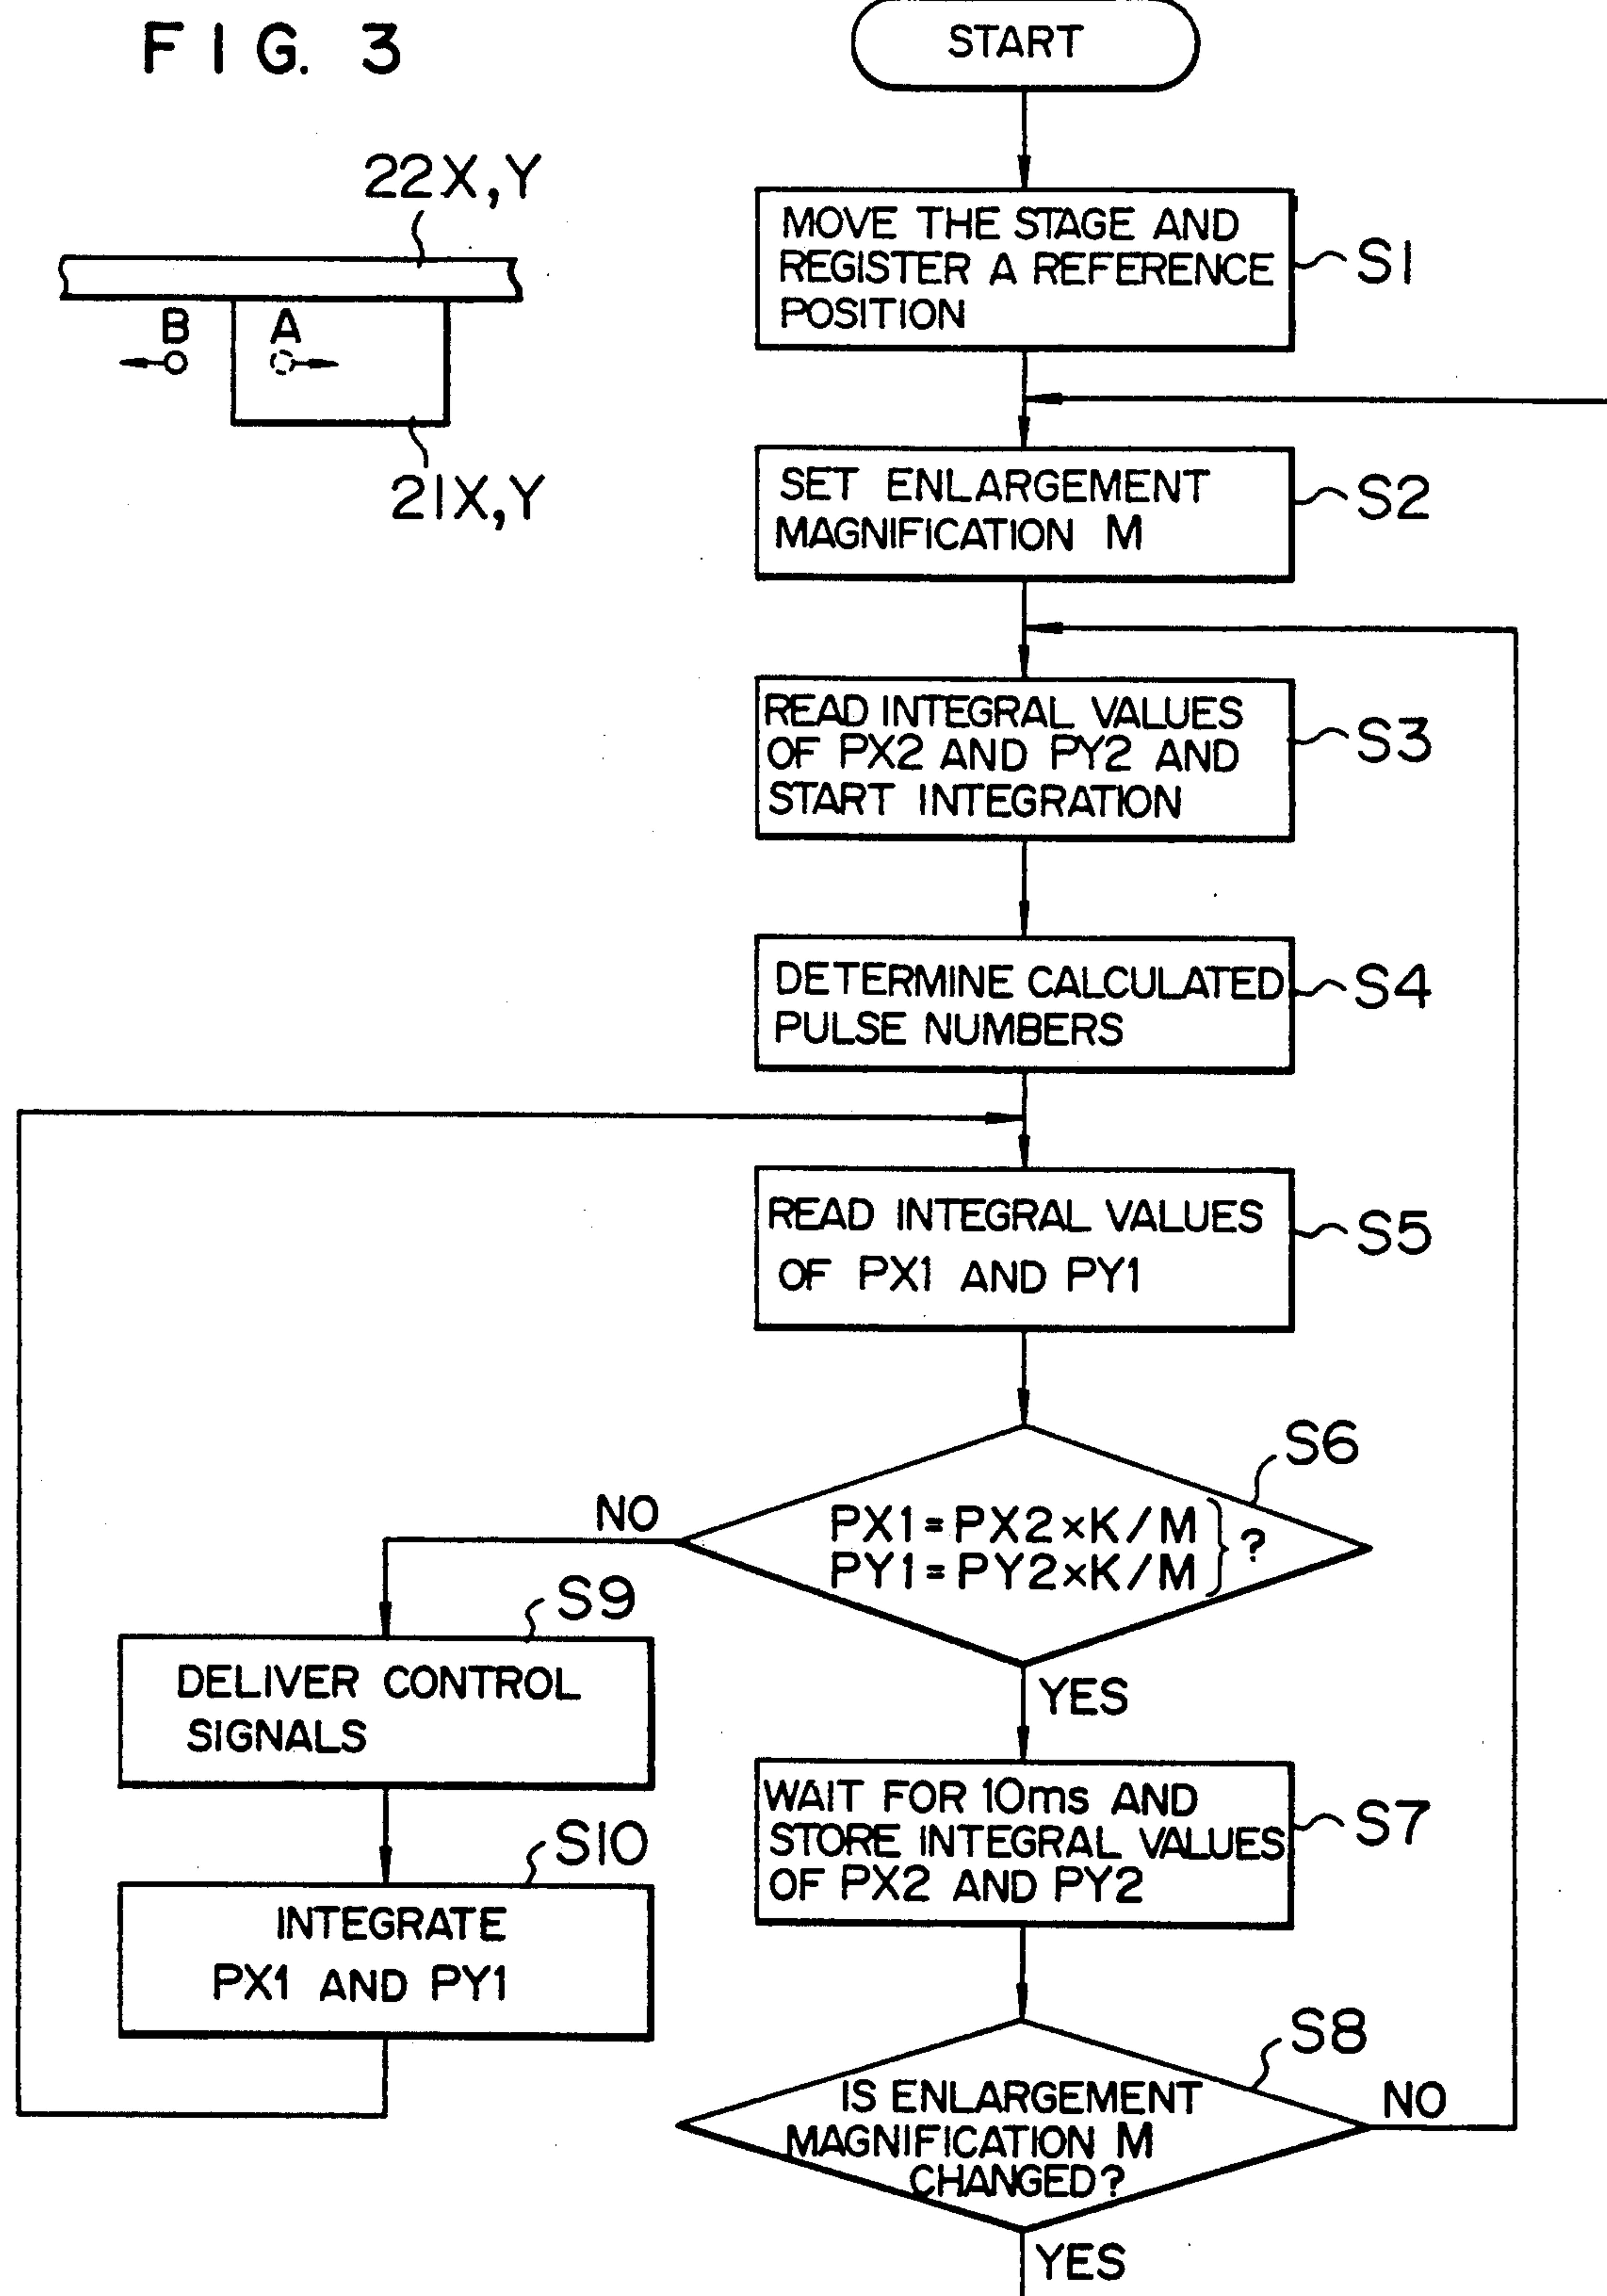 FIG. 3
22X,Y
B
A
21X,Y
START
MOVE THE STAGE AND
REGISTER A REFERENCE
POSITION
S1
SET ENLARGEMENT
MAGNIFICATION M
S2
READ INTEGRAL VALUES
OF PX2 AND PY2 AND
START INTEGRATION
S3
DETERMINE CALCULATED
PULSE NUMBERS
S4
READ INTEGRAL VALUES
OF PX1 AND PY1
S5
S6
PX1=PX2×K/M
PY1=PY2×K/M
?
NO
YES
S9
DELIVER CONTROL
SIGNALS
S10
INTEGRATE
PX1 AND PY1
WAIT FOR 10ms AND
STORE INTEGRAL VALUES
OF PX2 AND PY2
S7
S8
IS ENLARGEMENT
MAGNIFICATION M
CHANGED?
NO
YES